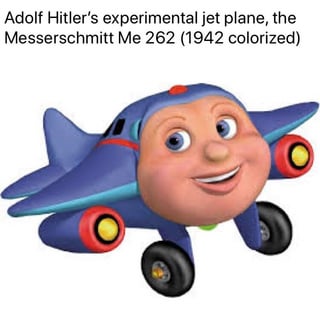 Adolf Hitler’s experimental jet plane, the
Messerschmitt Me 262 (1942 colorized)